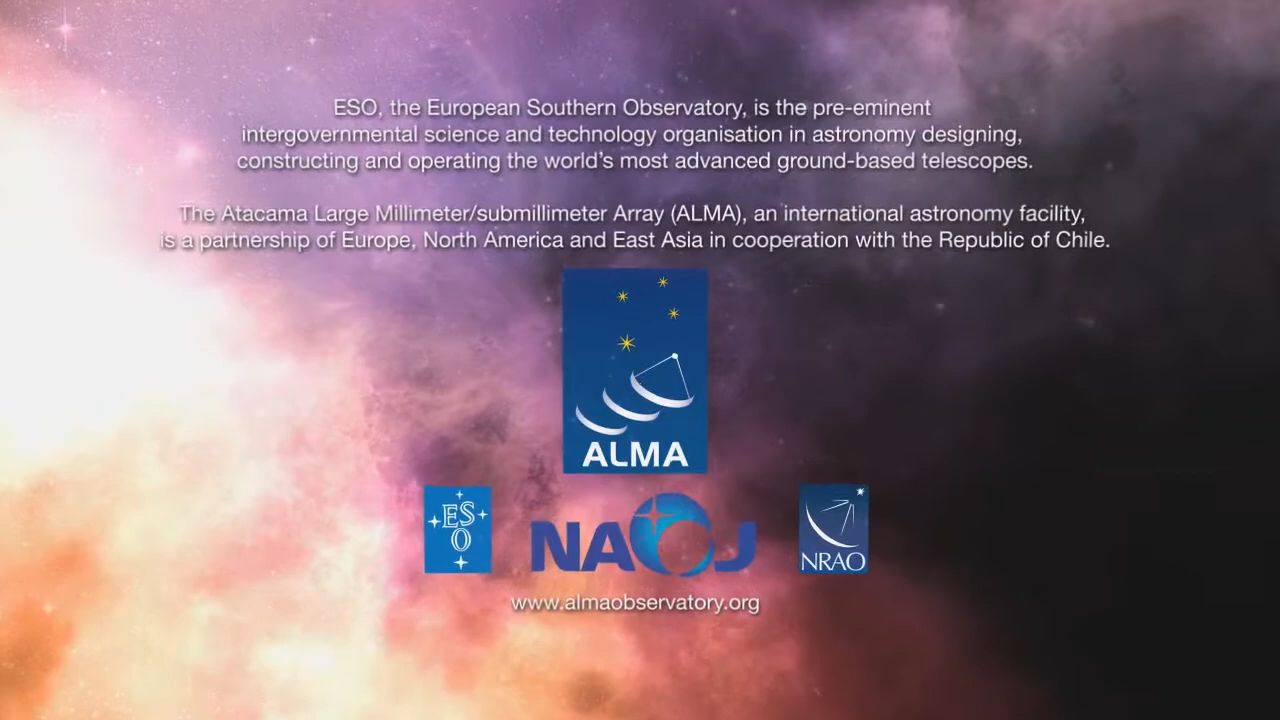 ESO, the European Southern Observatory, is the pre-eminent
intergovernmental science and technology organisation in astronomy designing,
constructing and operating the world's most advanced ground-based telescopes.
The Atacama Large Millimeter/submillimeter Array (ALMA), an international astronomy facility,
is a partnership of Europe, North America and East Asia in cooperation with the Republic of Chile.
ALMA
ES
O
NAOJ
NRAO
www.almaobservatory.org